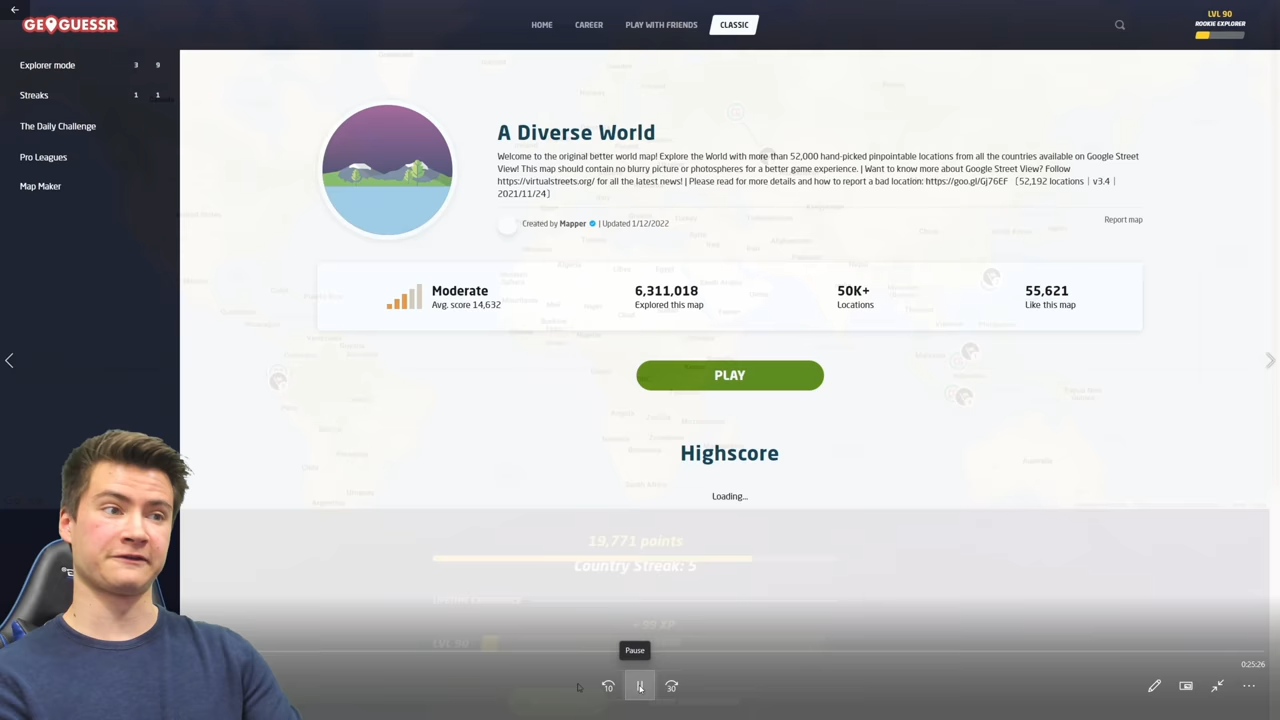 GEOGUESSR
HOME CAREER PLAY WITH FRIENDS CLASSIC
LVL 90
ROOKIE EXPLORER
Explorer mode 3 9
Streaks 1 1
The Daily Challenge
Pro Leagues
Map Maker
A Diverse World
Welcome to the original better world map! Explore the World with more than 52,000 hand-picked pinpointable locations from all the countries available on Google Street
View! This map should contain no blurry picture or photospheres for a better game experience. | Want to know more about Google Street View? Follow
https://virtualstreets.org/ for all the latest news! | Please read for more details and how to report a bad location: https://goo.gl/GJ76EF [52,192 locations | v3.4 |
2021/11/24]
Created by Mapper | Updated 1/12/2022
Report map
Moderate 6,311,018 50K+ 55,621
Avg. score 14,632 Explored this map Locations Like this map
PLAY
Highscore
Loading...
19,771 points
Country Streak: 5
+ 99 XP
LVL 90
Pause
0:25:26
10 30